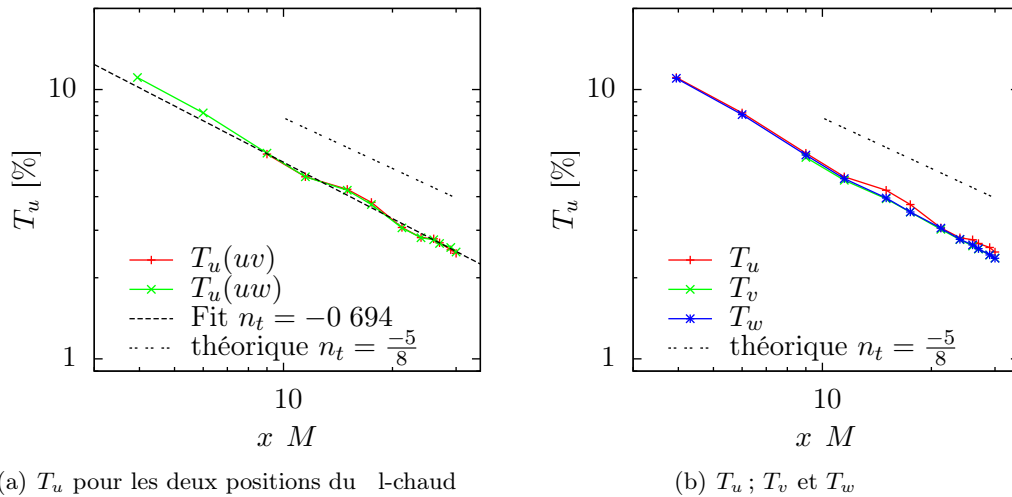 10
1
T_u [%]
T_u(uv)
T_u(uw)
Fit n_t = −0 694
théorique n_t = \frac{-5}{8}
10
x M
(a) T_u pour les deux positions du l-chaud
10
1
T_u [%]
T_u
T_v
T_w
théorique n_t = \frac{-5}{8}
10
x M
(b) T_u ; T_v et T_w